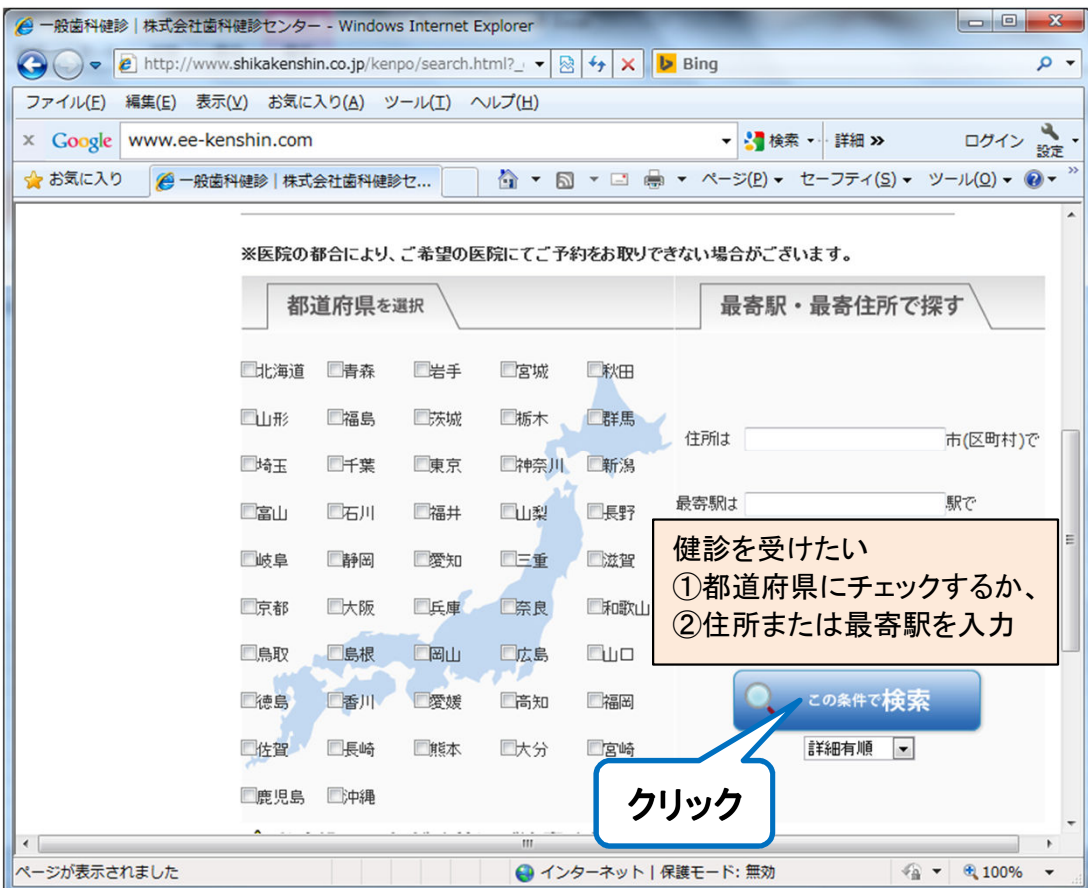 一般歯科健診 | 株式会社歯科健診センター - Windows Internet Explorer
http://www.shikakenshin.co.jp/kenpo/search.html?_ Bing
ファイル(F) 編集(E) 表示(V) お気に入り(A) ツール(T) ヘルプ(H)
x Google www.ee-kenshin.com 検索 詳細 » ログイン 設定
お気に入り 一般歯科健診 | 株式会社歯科健診セ... ページ(P) セーフティ(S) ツール(O) »
※医院の都合により、ご希望の医院にてご予約をお取りできない場合がございます。
都道府県を選択 最寄駅・最寄住所で探す
北海道 青森 岩手 宮城 秋田
山形 福島 茨城 栃木 群馬
住所は 市(区町村)で
埼玉 千葉 東京 神奈川 新潟
最寄駅は 駅で
富山 石川 福井 山梨 長野
健診を受けたい
岐阜 静岡 愛知 三重 滋賀
①都道府県にチェックするか、
京都 大阪 兵庫 奈良 和歌山
②住所または最寄駅を入力
鳥取 島根 岡山 広島 山口
徳島 香川 愛媛 高知 福岡
この条件で検索
佐賀 長崎 熊本 大分 宮崎
詳細有順
鹿児島 沖縄
クリック
ページが表示されました インターネット | 保護モード: 無効 100%